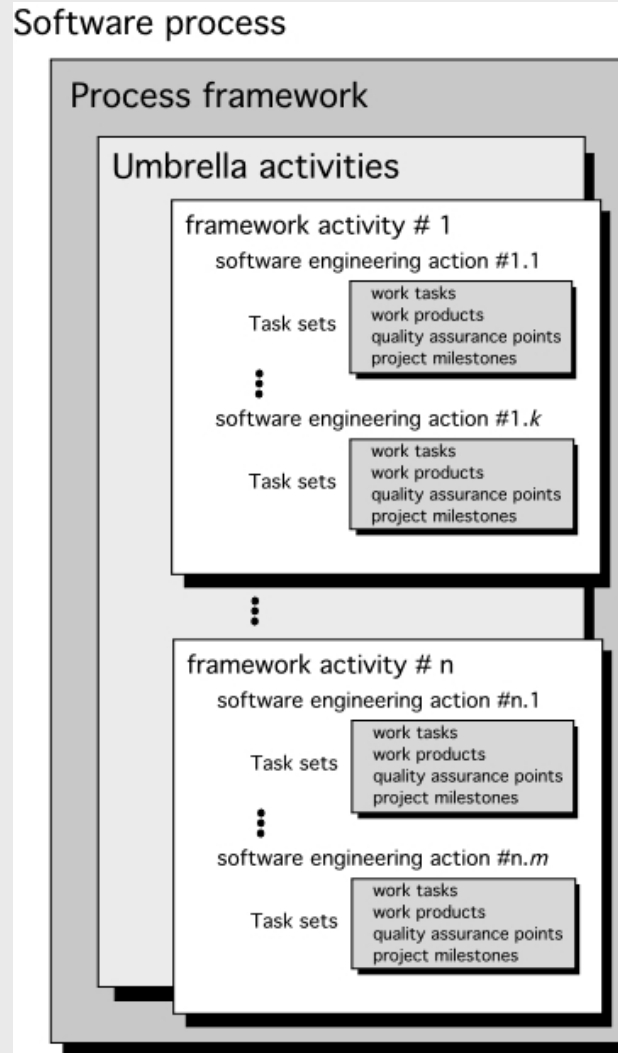 Software process
Process framework
Umbrella activities
framework activity # 1
software engineering action #1.1
Task sets
work tasks
work products
quality assurance points
project milestones
software engineering action #1.k
Task sets
work tasks
work products
quality assurance points
project milestones
framework activity # n
software engineering action #n.1
Task sets
work tasks
work products
quality assurance points
project milestones
software engineering action #n.m
Task sets
work tasks
work products
quality assurance points
project milestones